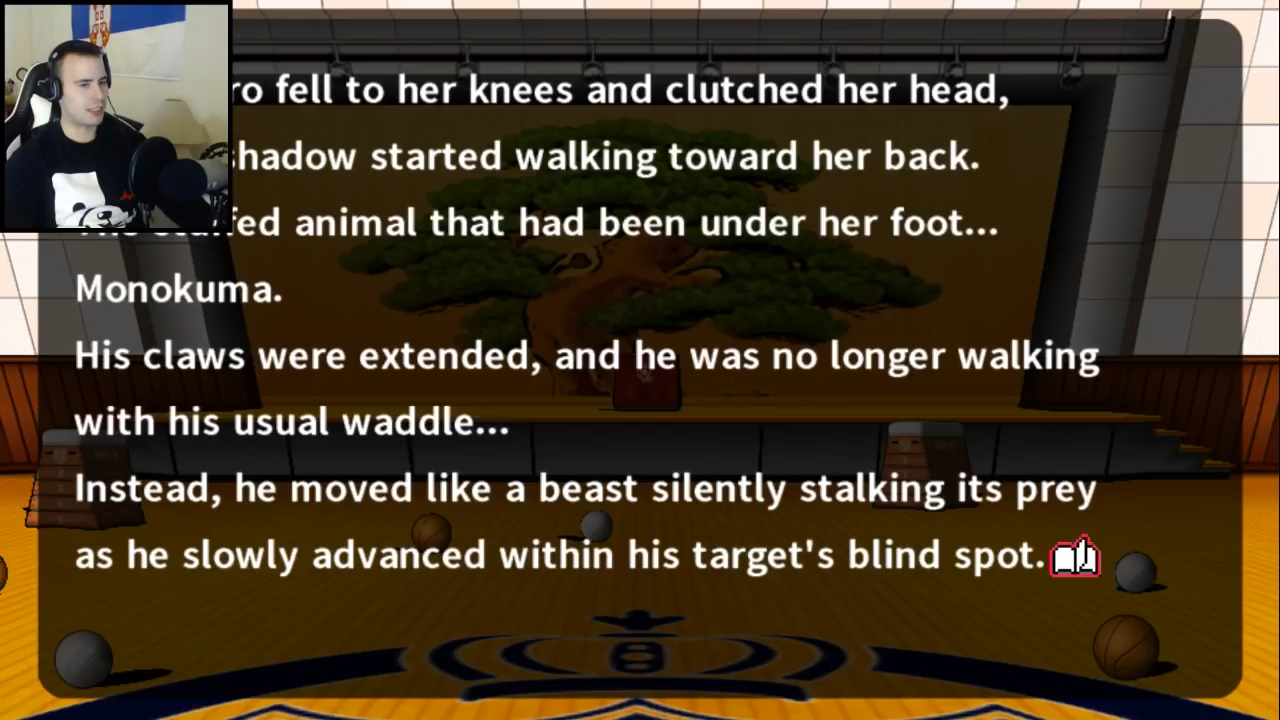 fell to her knees and clutched her head,
shadow started walking toward her back.
animal that had been under her foot...
Monokuma.
His claws were extended, and he was no longer walking
with his usual waddle...
Instead, he moved like a beast silently stalking its prey
as he slowly advanced within his target's blind spot.